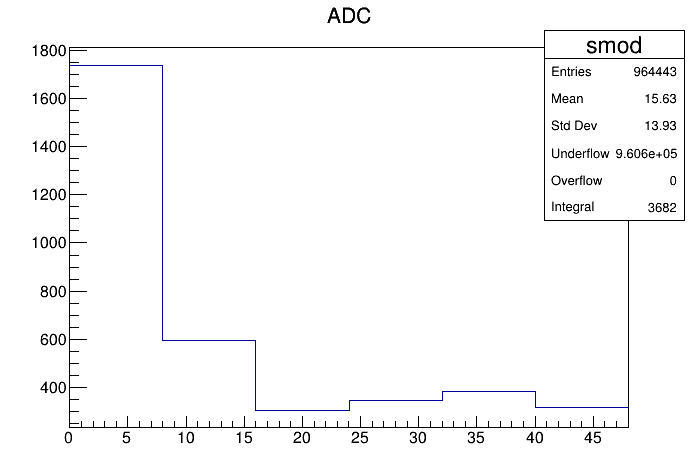 ADC
smod
Entries 964443
Mean 15.63
Std Dev 13.93
Underflow 9.606e+05
Overflow 0
Integral 3682
1800
1600
1400
1200
1000
800
600
400
0 5 10 15 20 25 30 35 40 45